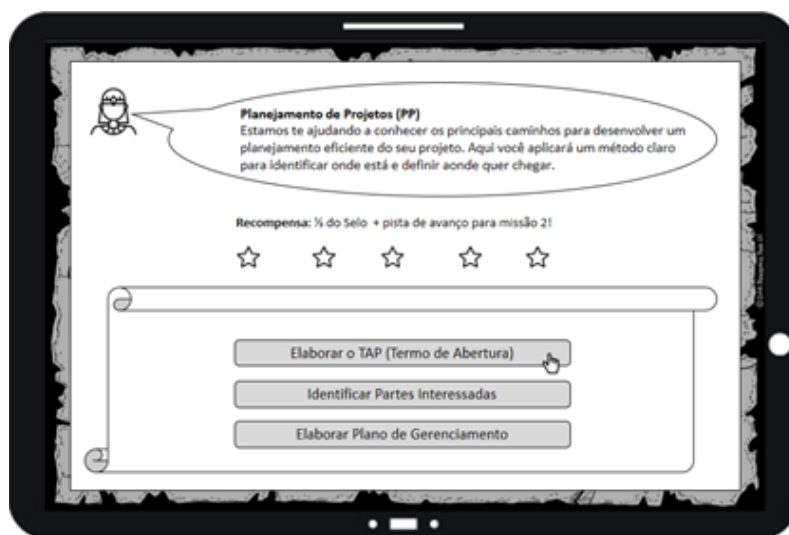 Planejamento de Projetos (PP)
Estamos te ajudando a conhecer os principais caminhos para desenvolver um
planejamento eficiente do seu projeto. Aqui você aplicará um método claro
para identificar onde está e definir aonde quer chegar.
Recompensa: do Selo + pista de avanço para missão 2!
Elaborar o TAP (Termo de Abertura)
Identificar Partes Interessadas
Elaborar Plano de Gerenciamento